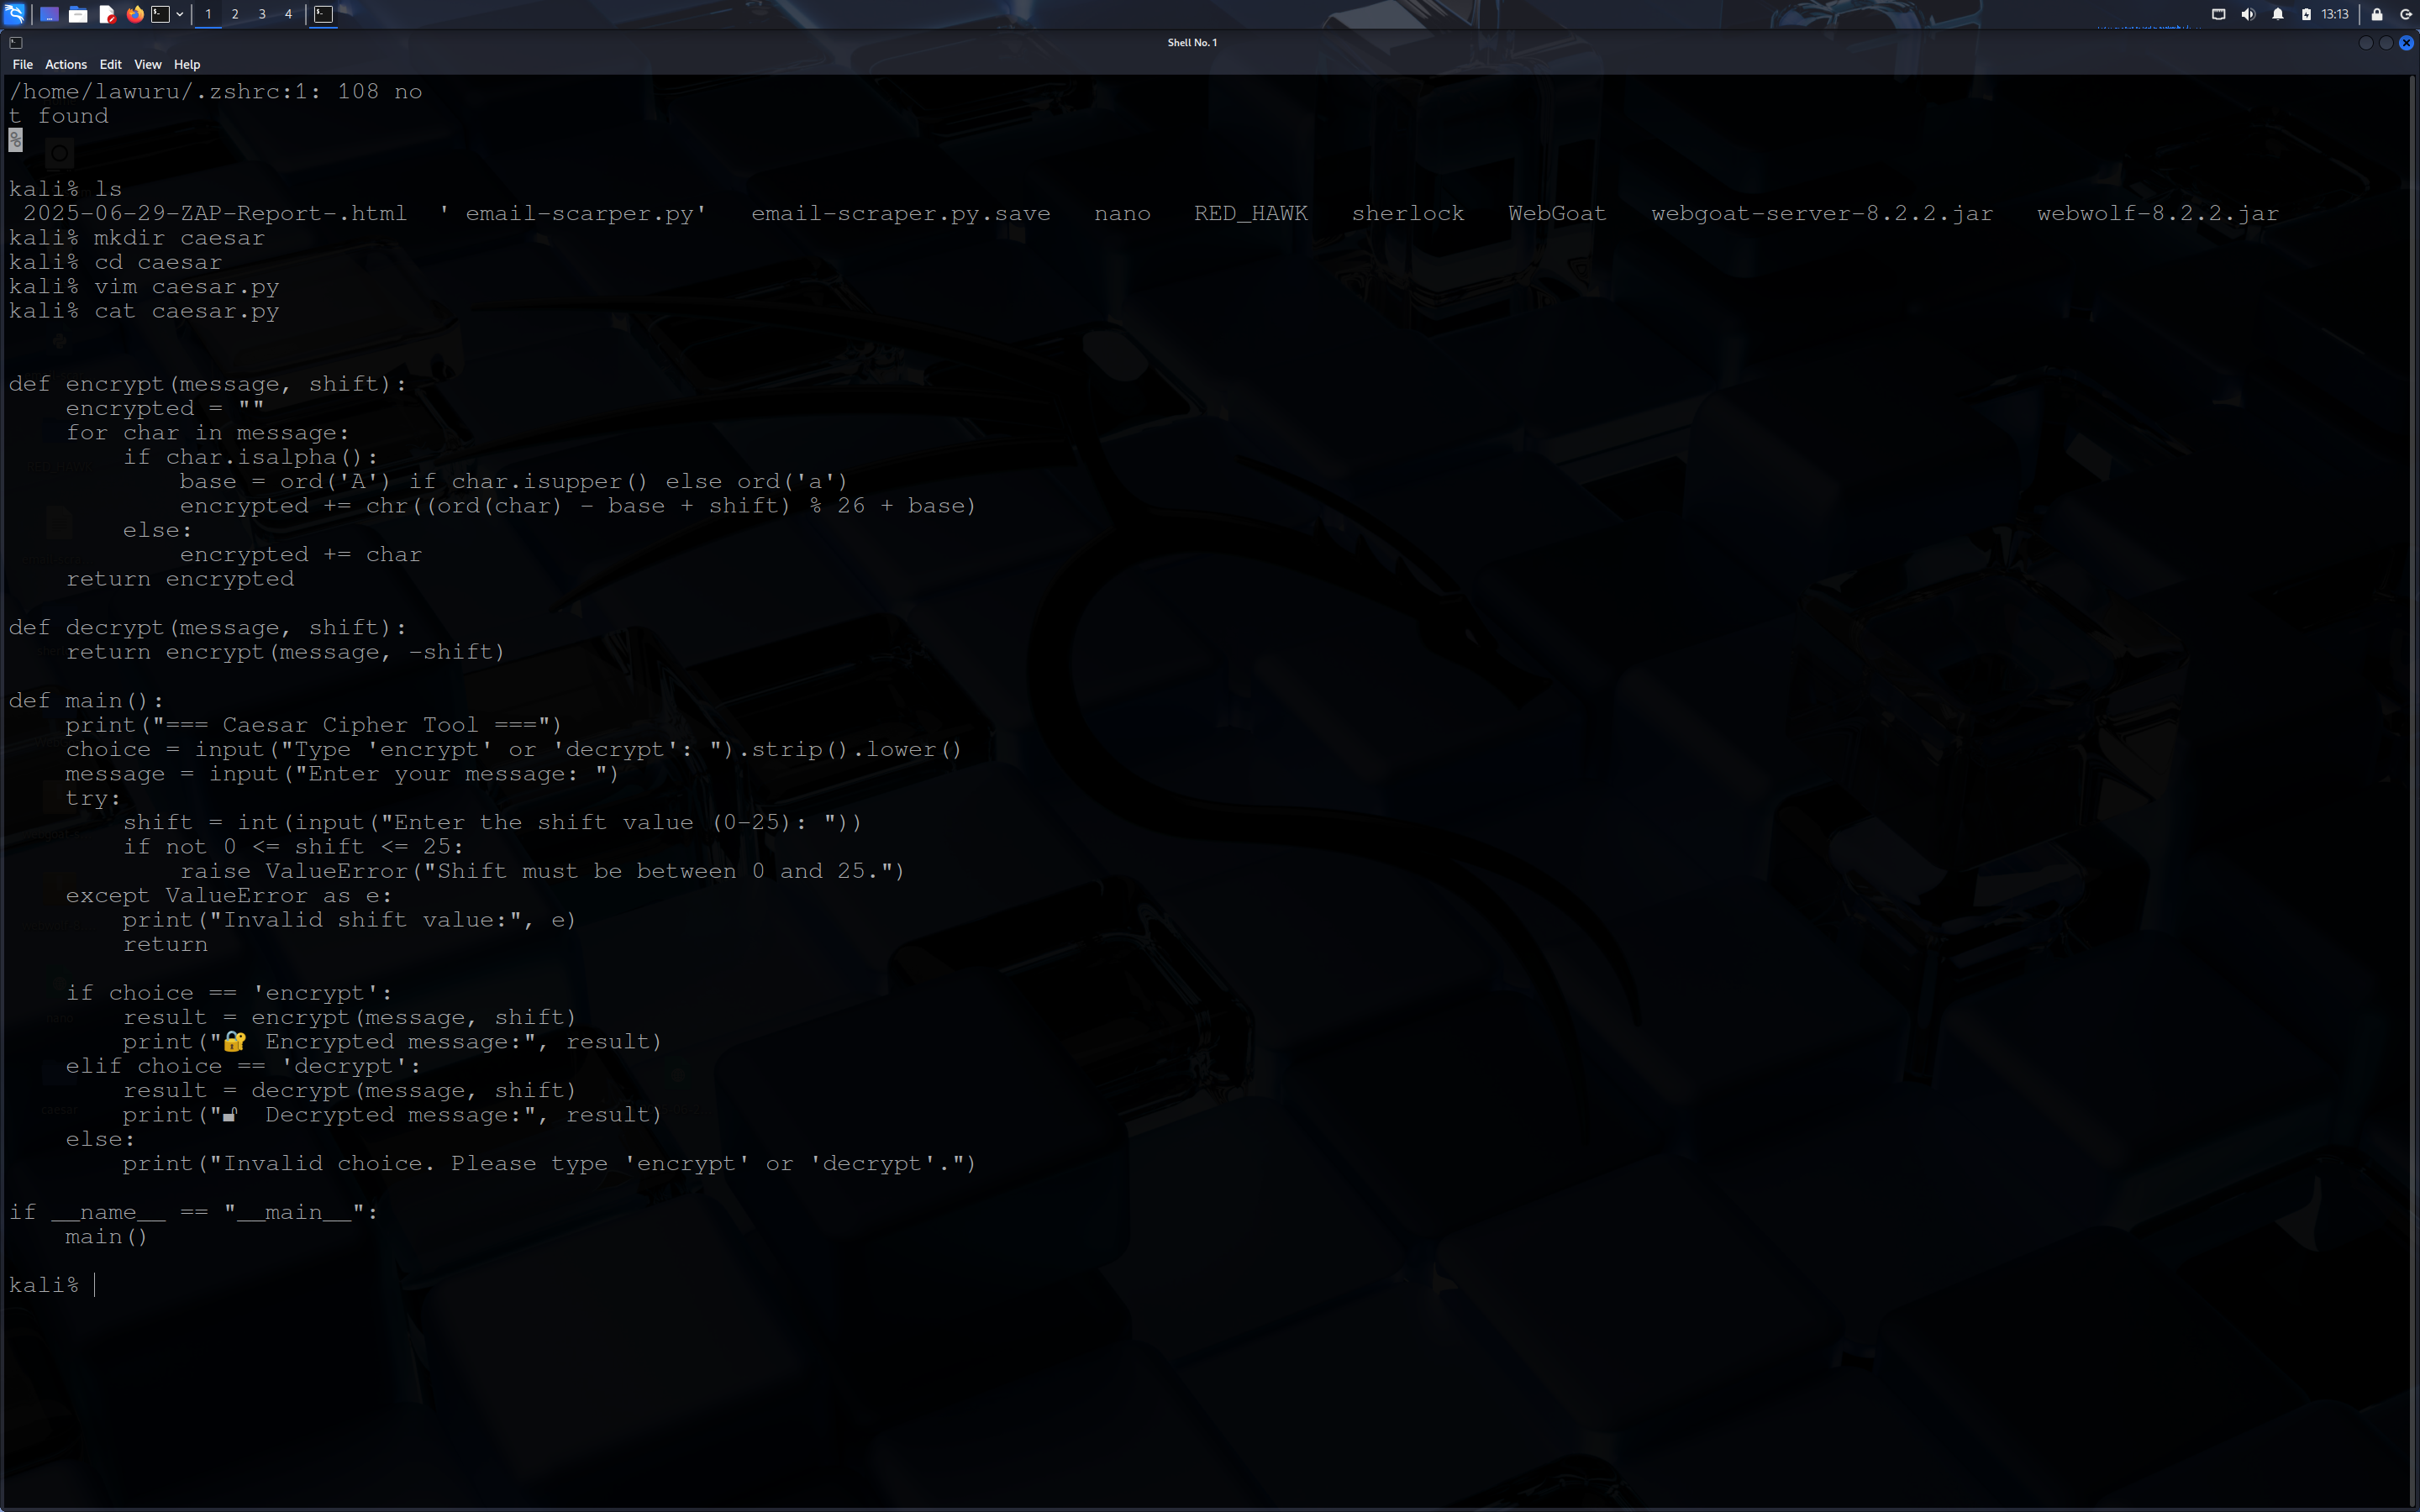 1 2 3 4
13:13
Shell No. 1
File Actions Edit View Help
/home/lawuru/.zshrc:1: 108 no
t found
%
kali% ls
2025-06-29-ZAP-Report-.html ' email-scarper.py' email-scraper.py.save nano RED_HAWK sherlock WebGoat webgoat-server-8.2.2.jar webwolf-8.2.2.jar
kali% mkdir caesar
kali% cd caesar
kali% vim caesar.py
kali% cat caesar.py
def encrypt(message, shift):
    encrypted = ""
    for char in message:
        if char.isalpha():
            base = ord('A') if char.isupper() else ord('a')
            encrypted += chr((ord(char) - base + shift) % 26 + base)
        else:
            encrypted += char
    return encrypted
def decrypt(message, shift):
    return encrypt(message, -shift)
def main():
    print("=== Caesar Cipher Tool ===")
    choice = input("Type 'encrypt' or 'decrypt': ").strip().lower()
    message = input("Enter your message: ")
    try:
        shift = int(input("Enter the shift value (0-25): "))
        if not 0 <= shift <= 25:
            raise ValueError("Shift must be between 0 and 25.")
    except ValueError as e:
        print("Invalid shift value:", e)
        return
    if choice == 'encrypt':
        result = encrypt(message, shift)
        print("🔐 Encrypted message:", result)
    elif choice == 'decrypt':
        result = decrypt(message, shift)
        print("🔓 Decrypted message:", result)
    else:
        print("Invalid choice. Please type 'encrypt' or 'decrypt'.")
if __name__ == "__main__":
    main()
kali%